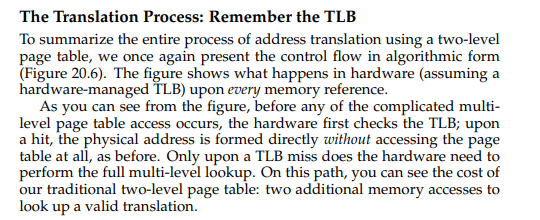 The Translation Process: Remember the TLB
To summarize the entire process of address translation using a two-level
page table, we once again present the control flow in algorithmic form
(Figure 20.6). The figure shows what happens in hardware (assuming a
hardware-managed TLB) upon every memory reference.
As you can see from the figure, before any of the complicated multi-
level page table access occurs, the hardware first checks the TLB; upon
a hit, the physical address is formed directly without accessing the page
table at all, as before. Only upon a TLB miss does the hardware need to
perform the full multi-level lookup. On this path, you can see the cost of
our traditional two-level page table: two additional memory accesses to
look up a valid translation.